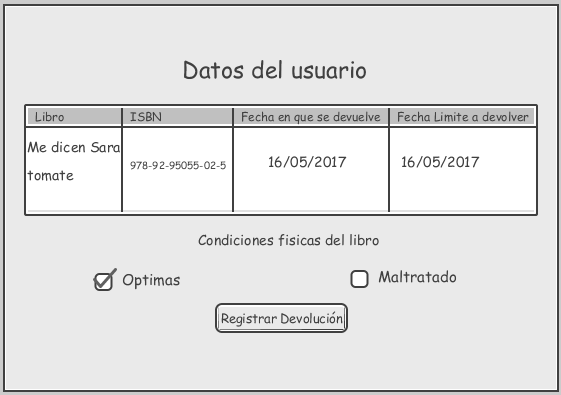 Datos del usuario
Libro ISBN Fecha en que se devuelve Fecha Limite a devolver
Me dicen Sara
tomate
978-92-95055-02-5 16/05/2017 16/05/2017
Condiciones fisicas del libro
Optimas Maltratado
Registrar Devolución